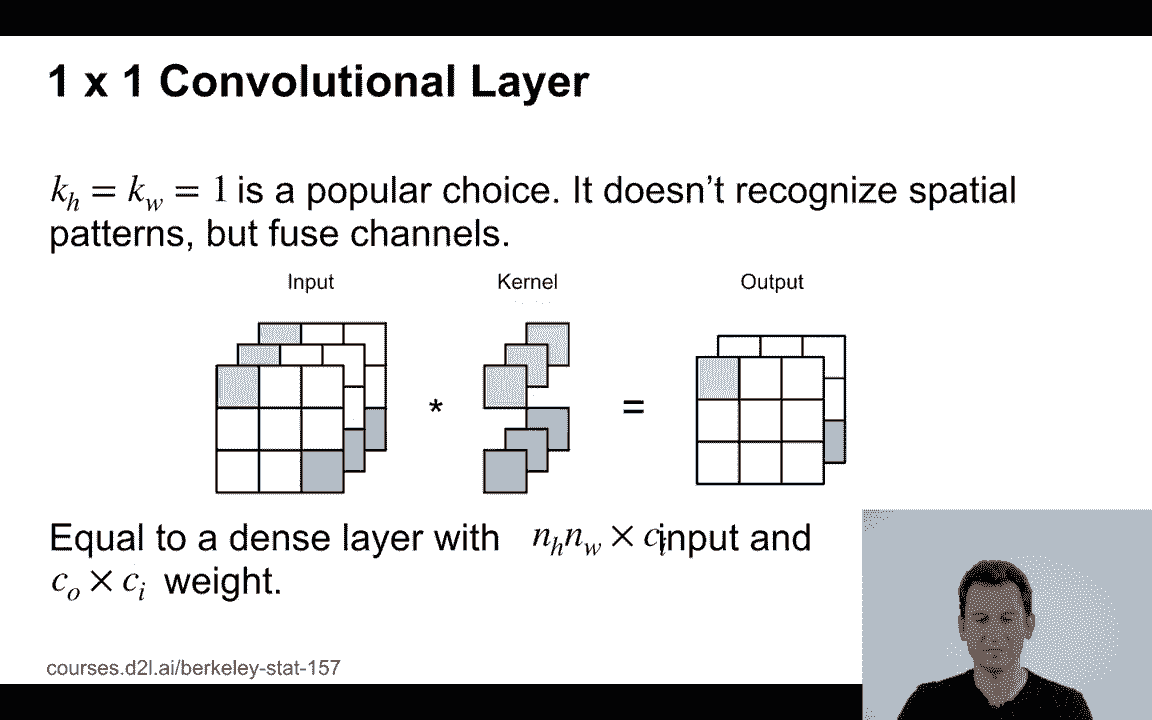 1 x 1 Convolutional Layer
k_h = k_w = 1 is a popular choice. It doesn’t recognize spatial
patterns, but fuse channels.
Input Kernel Output
* =
Equal to a dense layer with n_h n_w × c_i input and
c_o × c_i weight.
courses.d2l.ai/berkeley-stat-157